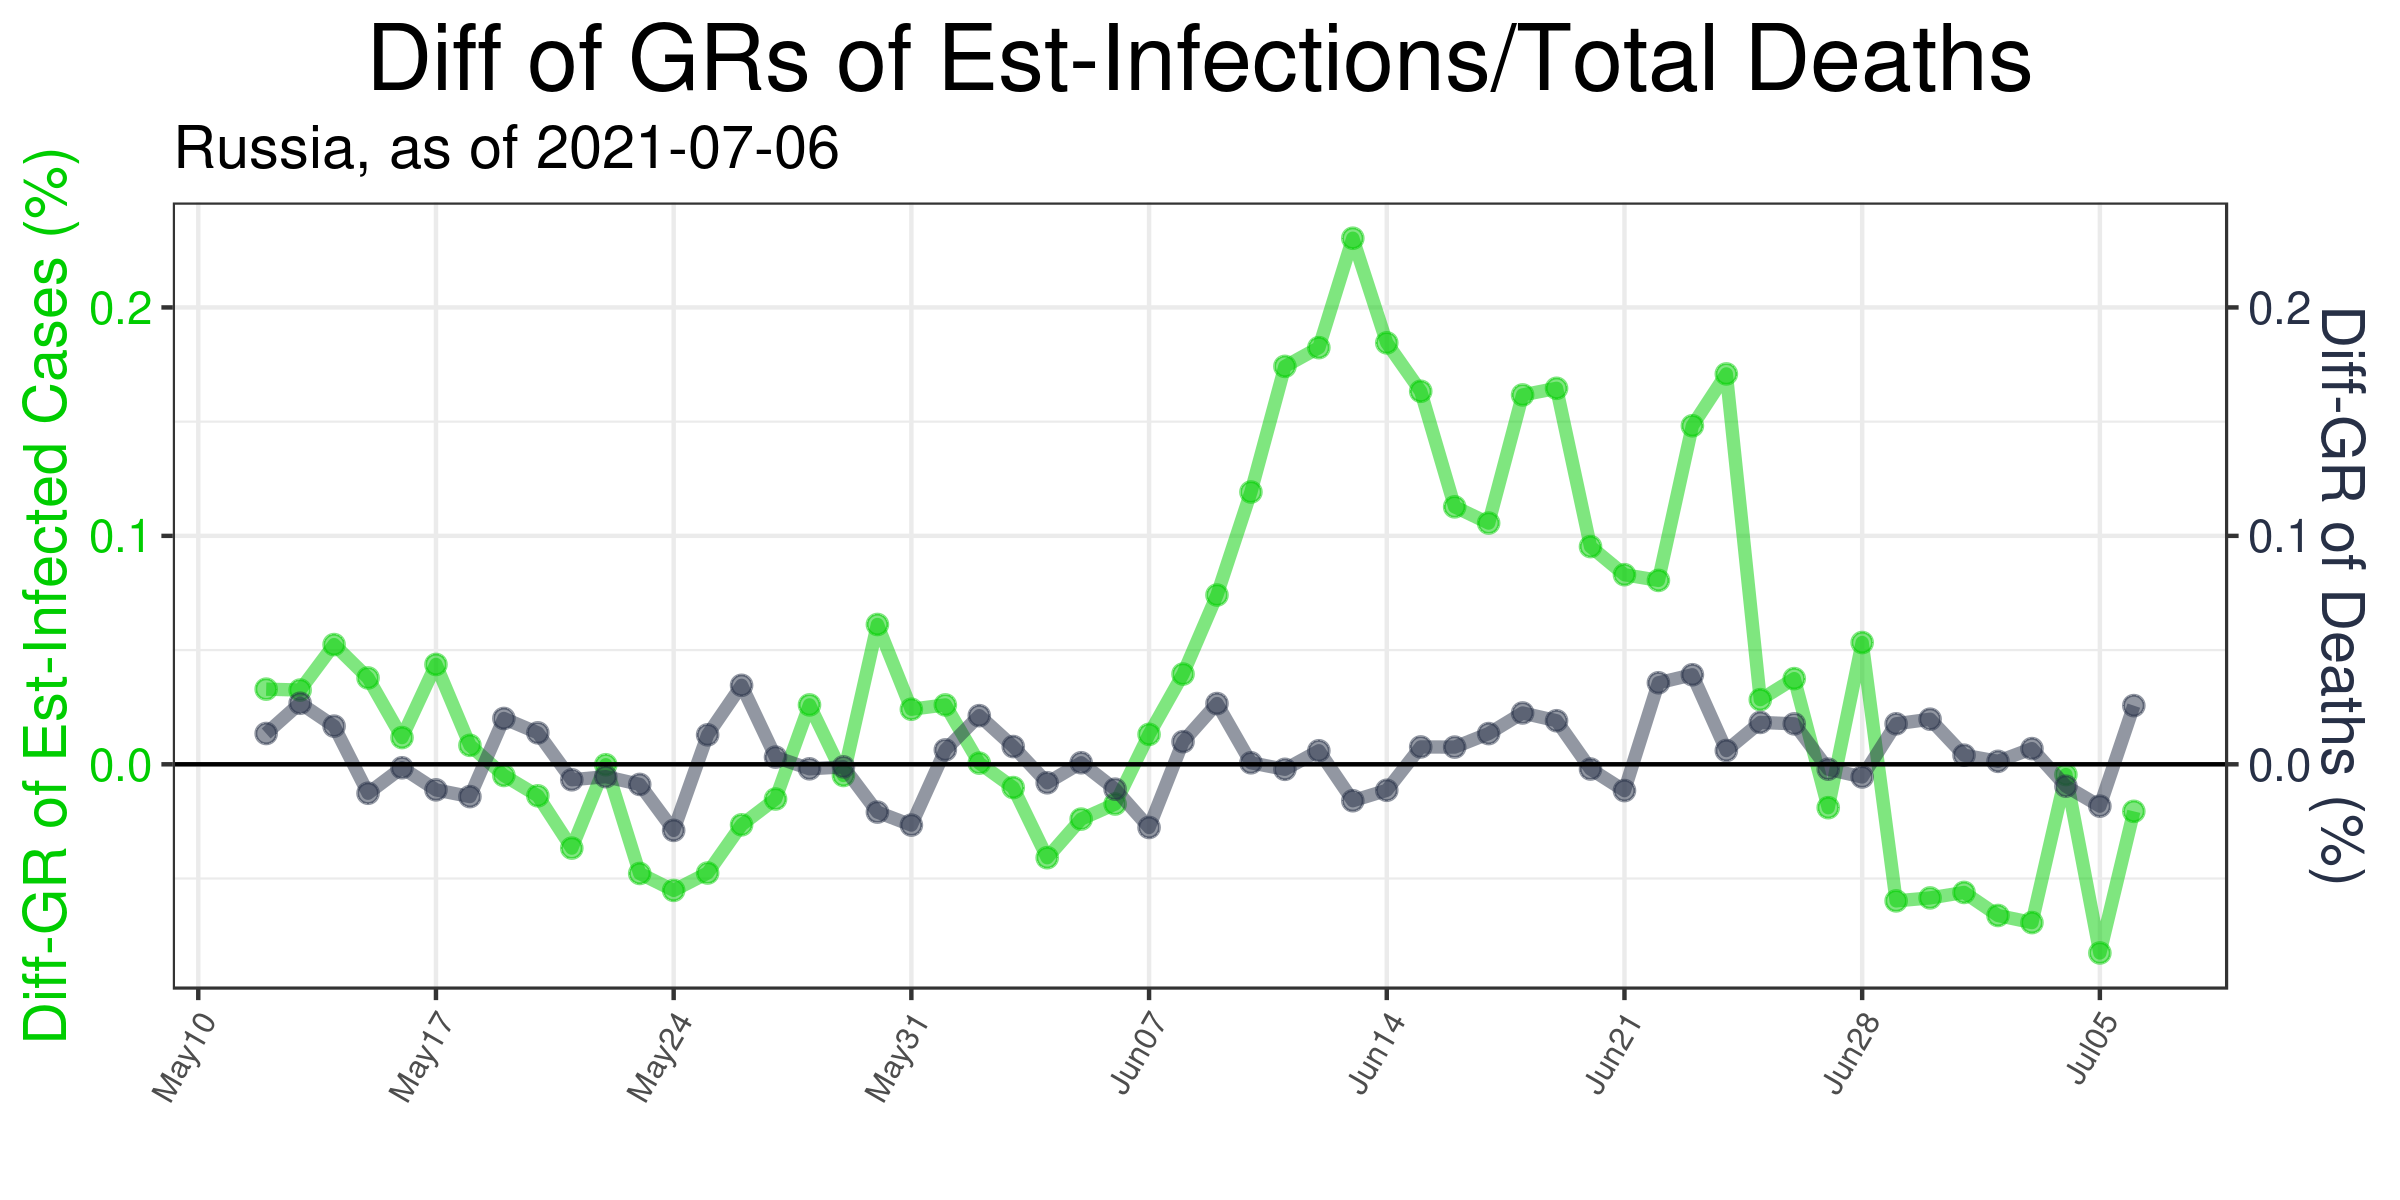 Diff of GRs of Est-Infections/Total Deaths
Russia, as of 2021-07-06
Diff-GR of Est-Infected Cases (%)
0.2
0.1
0.0
0.2
0.1
0.0
Diff-GR of Deaths (%)
May10
May17
May24
May31
Jun07
Jun14
Jun21
Jun28
Jul05